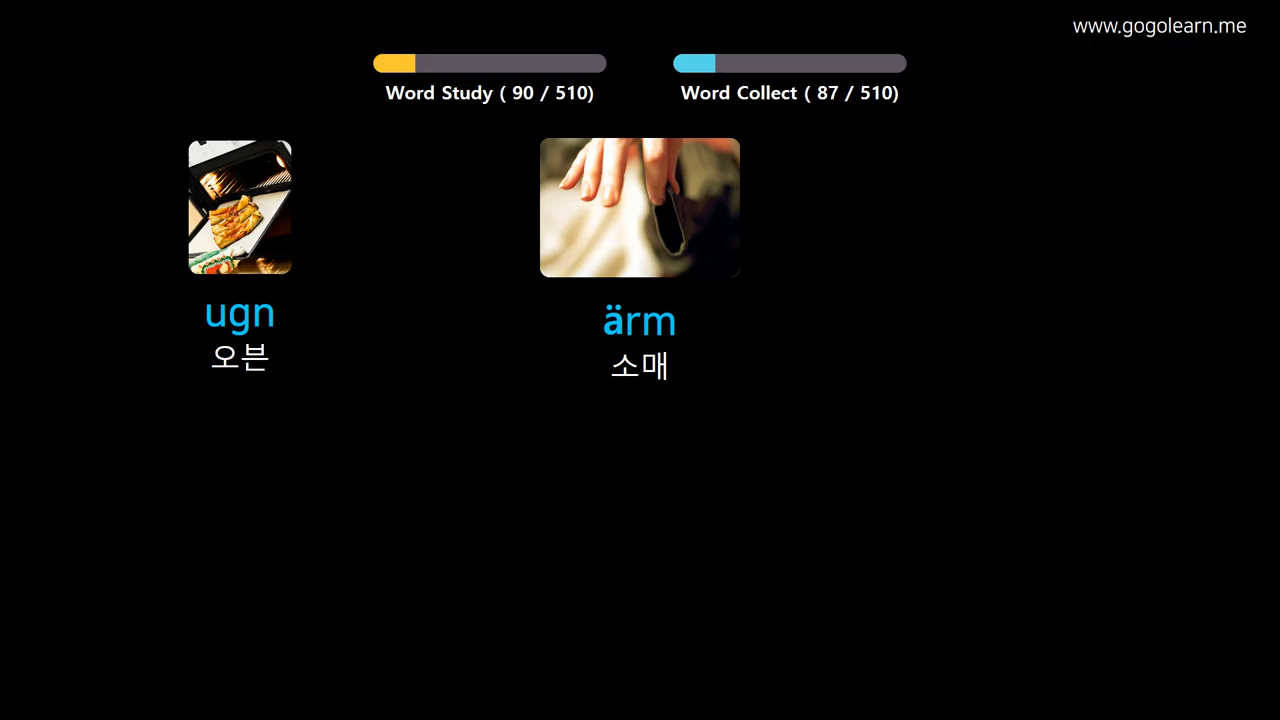 www.gogolearn.me
Word Study ( 90 / 510)
Word Collect ( 87 / 510)
ugn
오븐
ärm
소매